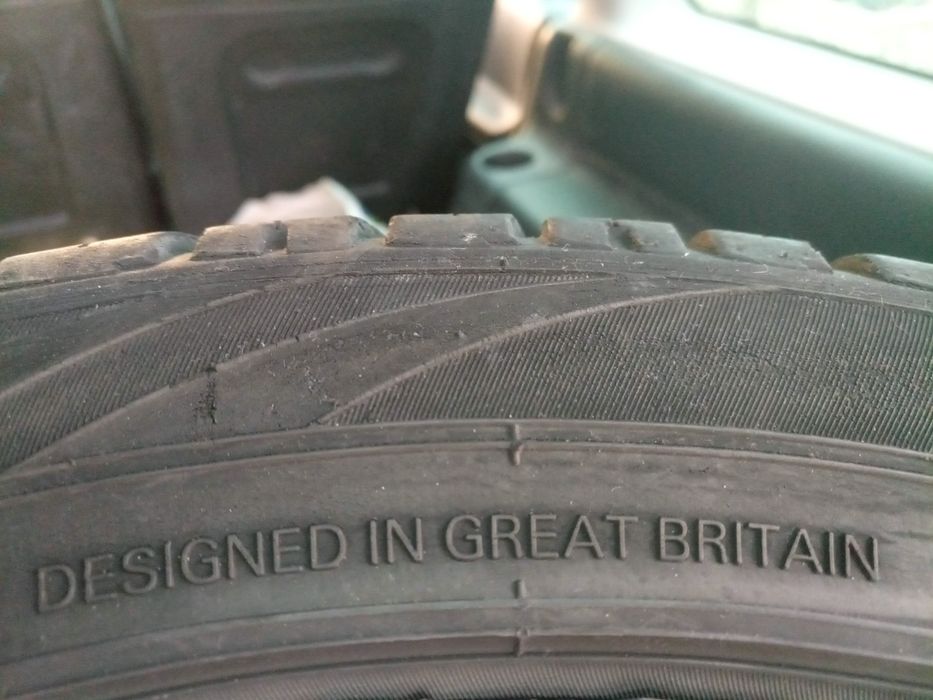 DESIGNED IN GREAT BRITAIN